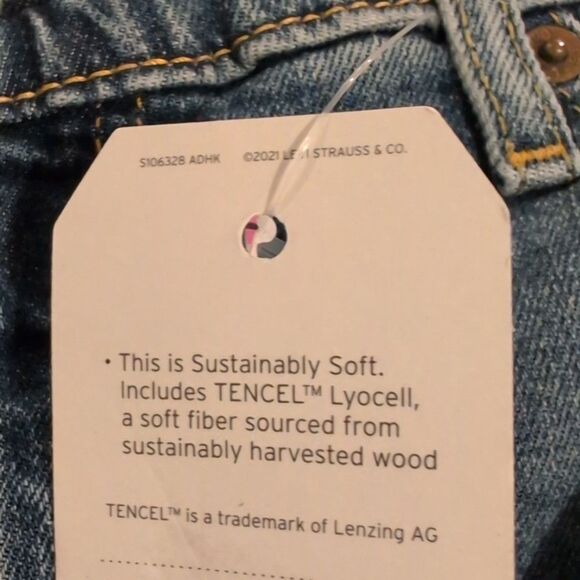 S106328 ADHK ©2021 LEVI STRAUSS & CO.
• This is Sustainably Soft.
Includes TENCEL™ Lyocell,
a soft fiber sourced from
sustainably harvested wood
TENCEL™ is a trademark of Lenzing AG